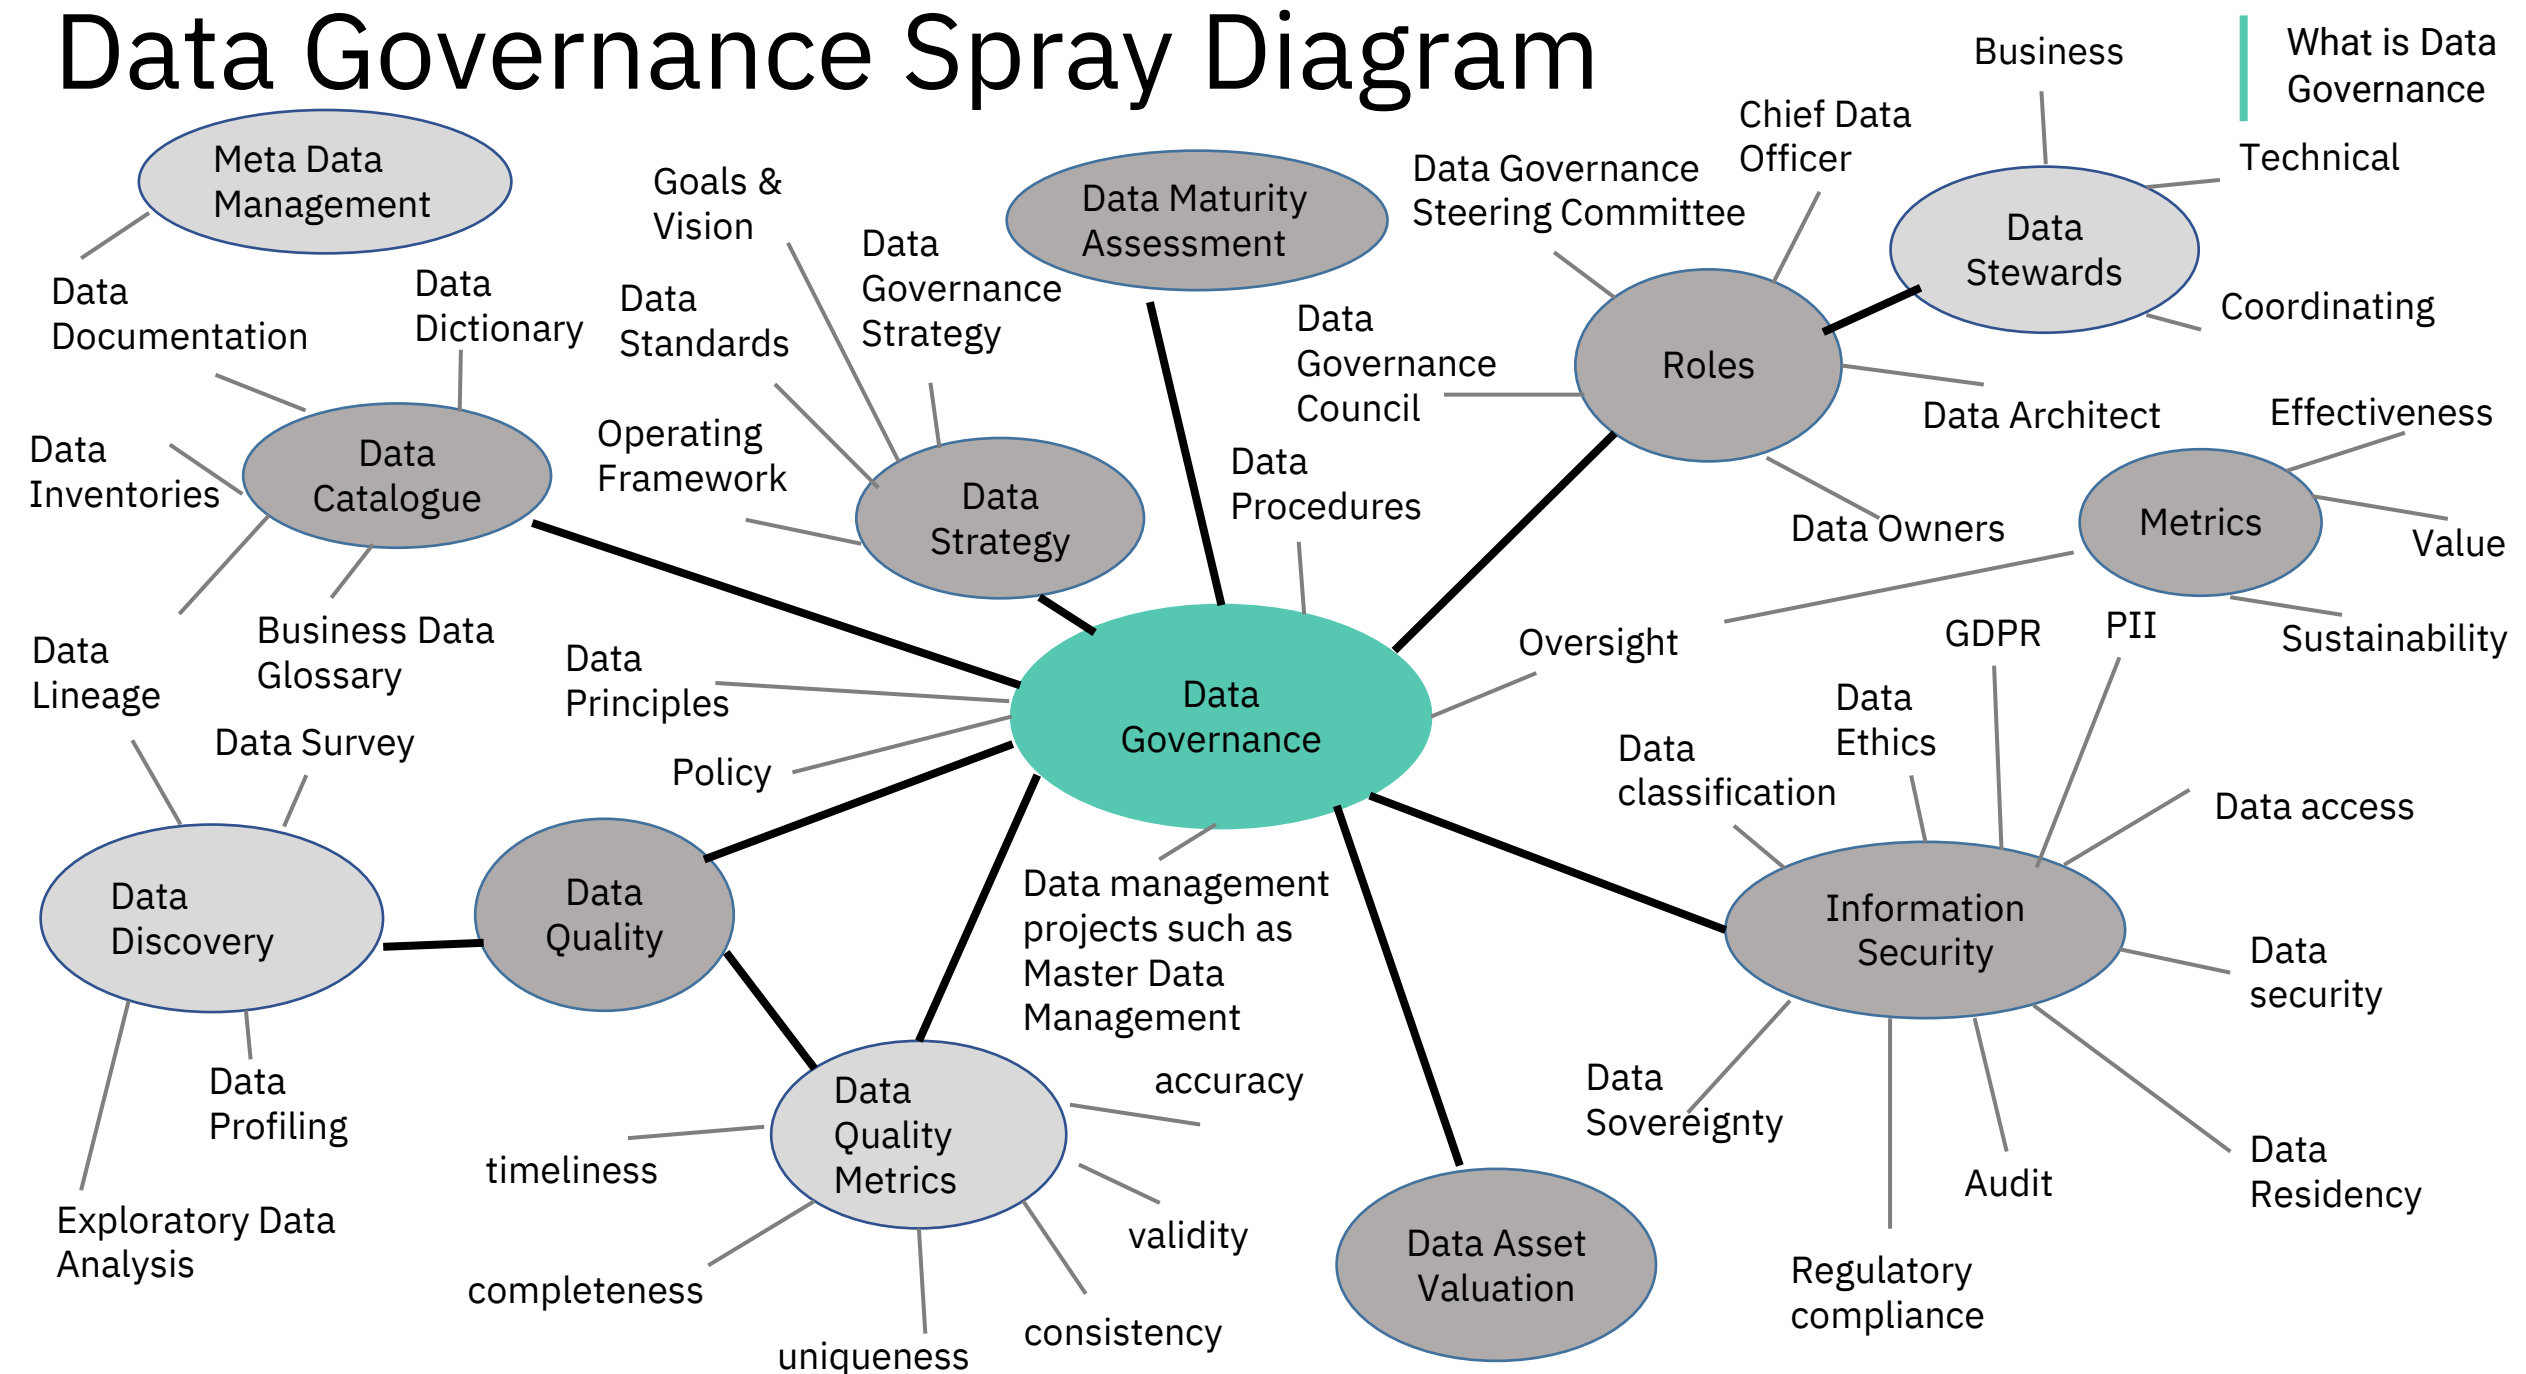 Data Governance Spray Diagram
What is Data
Governance
Meta Data
Management
Data
Documentation
Data
Dictionary
Data
Inventories
Data
Catalogue
Data
Lineage
Business Data
Glossary
Goals &
Vision
Data
Standards
Data
Governance
Strategy
Operating
Framework
Data
Strategy
Data Maturity
Assessment
Data Governance
Steering Committee
Chief Data
Officer
Data
Governance
Council
Roles
Business
Technical
Data
Stewards
Coordinating
Data Architect
Data Owners
Data
Procedures
Effectiveness
Metrics
Value
Sustainability
Oversight
Data
Principles
Policy
Data
Governance
Data Survey
Data
Discovery
Data
Profiling
Exploratory Data
Analysis
Data
Quality
Data management
projects such as
Master Data
Management
Data
Quality
Metrics
timeliness
completeness
uniqueness
consistency
validity
accuracy
Data Asset
Valuation
GDPR
PII
Data
Ethics
Data
classification
Data access
Information
Security
Data
security
Data
Sovereignty
Audit
Data
Residency
Regulatory
compliance